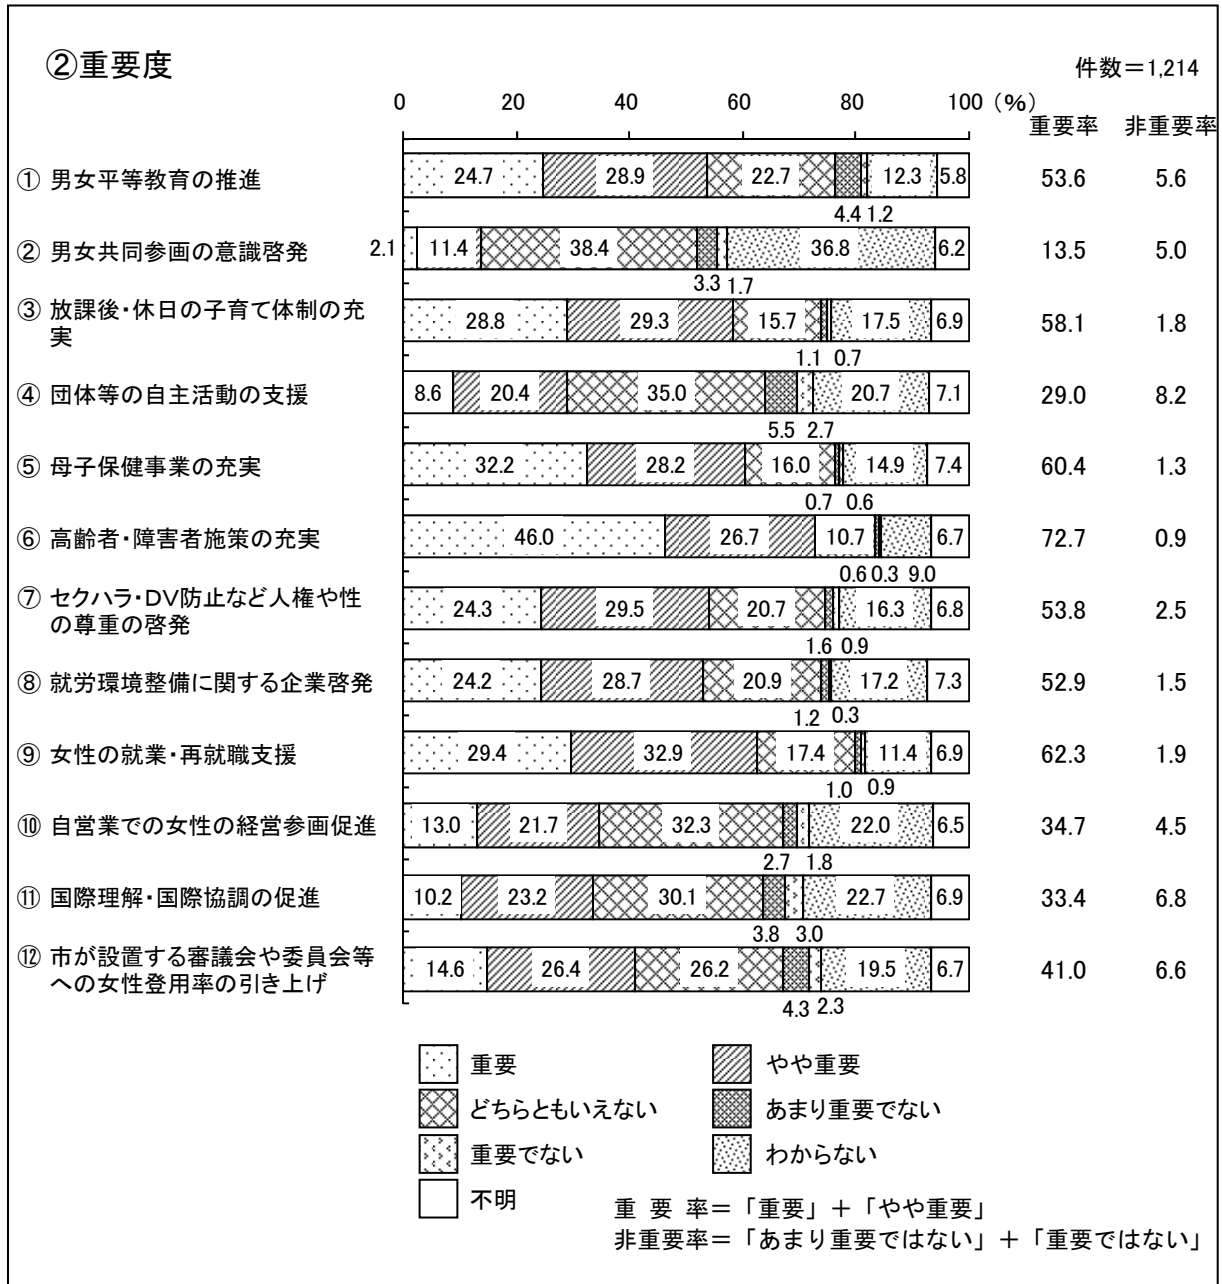 ②重要度
件数＝1,214
0 20 40 60 80 100 （%）
重要率 非重要率
① 男女平等教育の推進 24.7 28.9 22.7 12.3 5.8 53.6 5.6
4.4 1.2
② 男女共同参画の意識啓発 2.1 11.4 38.4 36.8 6.2 13.5 5.0
3.3 1.7
③ 放課後・休日の子育て体制の充
実 28.8 29.3 15.7 17.5 6.9 58.1 1.8
1.1 0.7
④ 団体等の自主活動の支援 8.6 20.4 35.0 20.7 7.1 29.0 8.2
5.5 2.7
⑤ 母子保健事業の充実 32.2 28.2 16.0 14.9 7.4 60.4 1.3
0.7 0.6
⑥ 高齢者・障害者施策の充実 46.0 26.7 10.7 6.7 72.7 0.9
0.6 0.3 9.0
⑦ セクハラ・DV防止など人権や性
の尊重の啓発 24.3 29.5 20.7 16.3 6.8 53.8 2.5
1.6 0.9
⑧ 就労環境整備に関する企業啓発 24.2 28.7 20.9 17.2 7.3 52.9 1.5
1.2 0.3
⑨ 女性の就業・再就職支援 29.4 32.9 17.4 11.4 6.9 62.3 1.9
1.0 0.9
⑩ 自営業での女性の経営参画促進 13.0 21.7 32.3 22.0 6.5 34.7 4.5
2.7 1.8
⑪ 国際理解・国際協調の促進 10.2 23.2 30.1 22.7 6.9 33.4 6.8
3.8 3.0
⑫ 市が設置する審議会や委員会等
への女性登用率の引き上げ 14.6 26.4 26.2 19.5 6.7 41.0 6.6
4.3 2.3
重要 やや重要
どちらともいえない あまり重要でない
重要でない わからない
不明
重 要 率＝「重要」＋「やや重要」
非重要率＝「あまり重要ではない」＋「重要ではない」